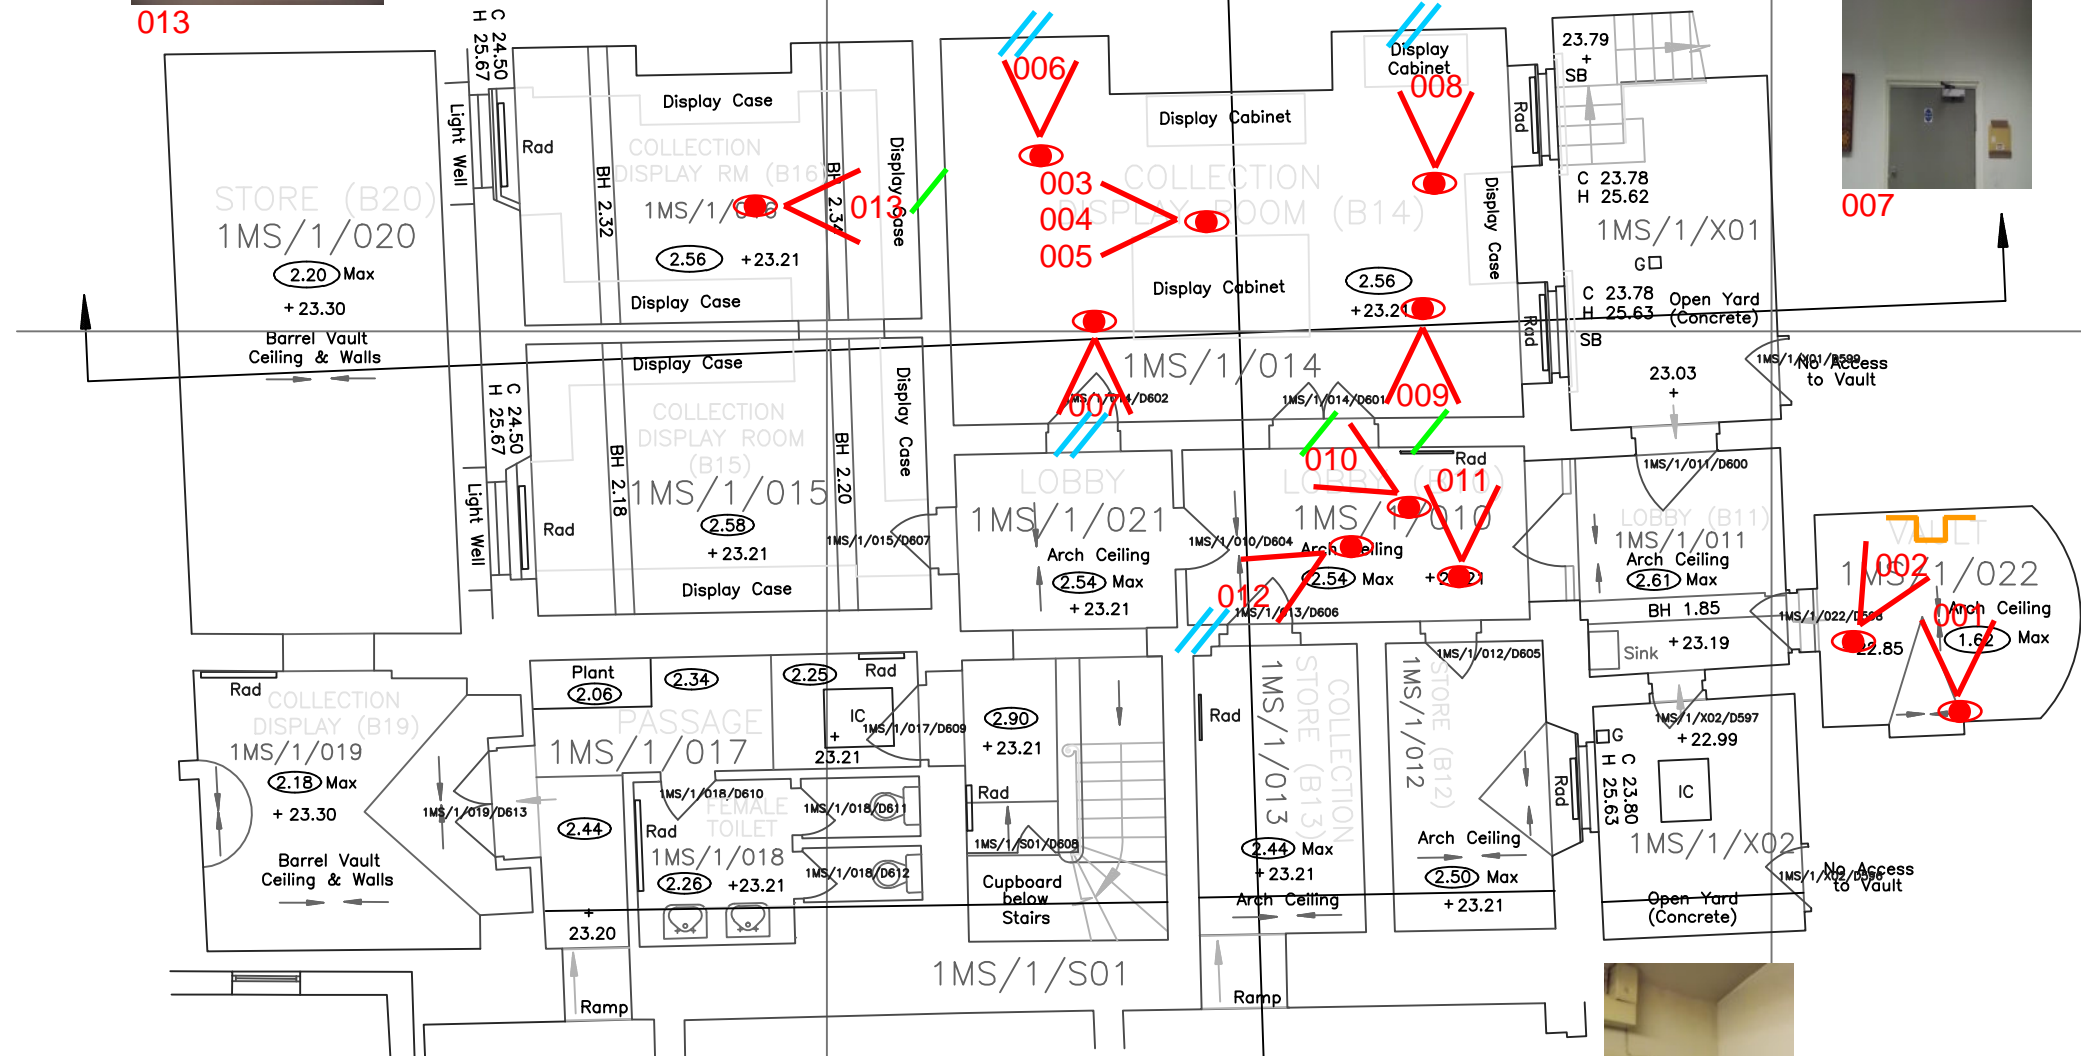 013
C 24.50
H 25.67
Light Well
Rad
STORE (B20)
1MS/1/020
2.20 Max
+ 23.30
Barrel Vault
Ceiling & Walls
Display Case
COLLECTION
DISPLAY RM (B16)
BH 2.32
BH 2.34
Display Case
013
2.56
+23.21
Display Case
006
Display Cabinet
Display
Cabinet
008
003
004
005
COLLECTION
DISPLAY ROOM (B14)
Display Cabinet
Display Case
2.56
+23.21
1MS/1/014
1MS/1/014/D601
007
009
Rad
Rad
23.79
+
SB
C 23.78
H 25.62
1MS/1/X01
G
C 23.78
H 25.63
Open Yard
(Concrete)
SB
23.03
+
No Access
to Vault
007
C 24.50
H 25.67
Light Well
Rad
Display Case
COLLECTION
DISPLAY ROOM
(B15)
1MS/1/015
BH 2.18
BH 2.20
Display Case
2.58
+ 23.21
Display Case
1MS/1/015/D607
LOBBY
1MS/1/021
Arch Ceiling
2.54 Max
+ 23.21
1MS/1/010/D604
010
Rad
011
1MS/1/010
Arch Ceiling
2.54 Max
012
1MS/1/013/D606
1MS/1/011/D600
LOBBY (B11)
1MS/1/011
Arch Ceiling
2.61 Max
BH 1.85
+23.19
Sink
VAULT
1MS/1/022
002
001
Arch Ceiling
1.62 Max
22.85
Rad
COLLECTION
DISPLAY (B19)
1MS/1/019
2.18 Max
+ 23.30
Barrel Vault
Ceiling & Walls
1MS/1/019/D613
Plant
2.06
2.34
2.25
Rad
PASSAGE
1MS/1/017
IC
+
23.21
1MS/1/017/D609
2.44
+
23.20
Ramp
1MS/1/018/D610
FEMALE
TOILET
Rad
1MS/1/018
2.26
+23.21
1MS/1/018/D611
1MS/1/018/D612
2.90
+ 23.21
Rad
1MS/1/S01/D608
Cupboard
below
Stairs
1MS/1/S01
Rad
1MS/1/013
COLLECTION
STORE (B13)
2.44 Max
+ 23.21
Arch Ceiling
Ramp
1MS/1/012/D605
1MS/1/012
STORE (B12)
Arch Ceiling
2.50 Max
+ 23.21
Rad
1MS/1/X02/D597
+ 22.99
G
C 23.80
H 25.63
IC
1MS/1/X02
Open Yard
(Concrete)
No Access
to Vault